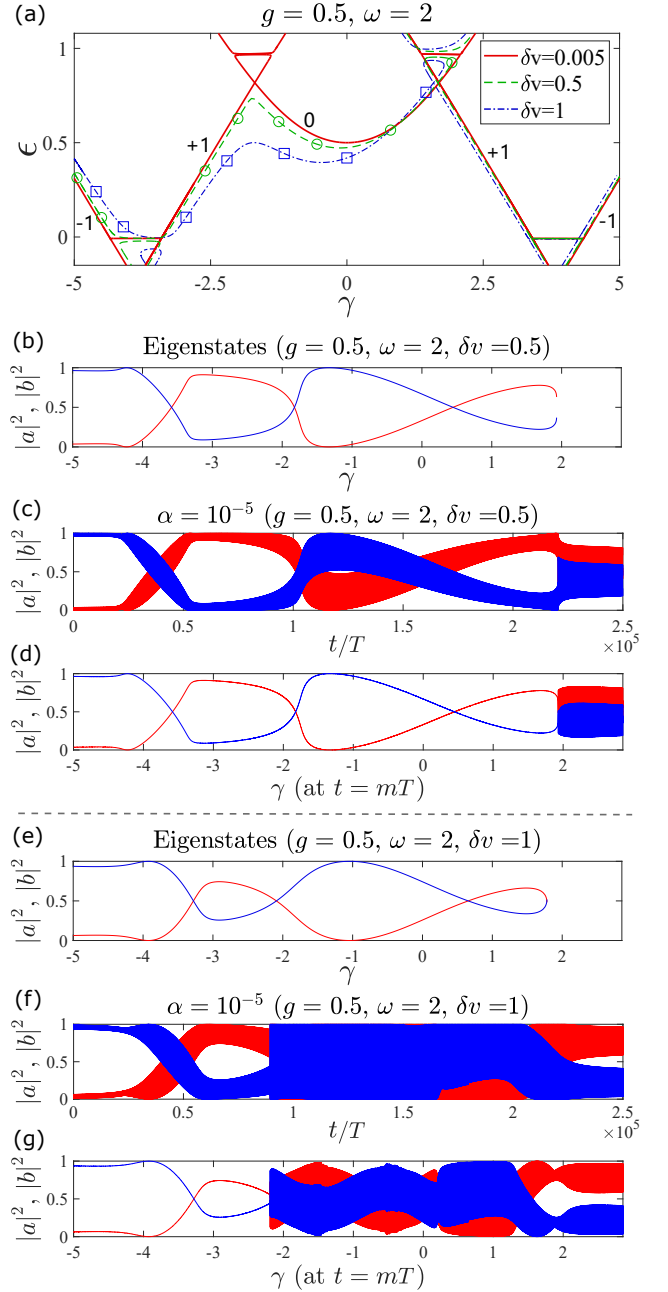 (a)
g = 0.5, ω = 2
1
0.5
0
ϵ
-1
+1
0
+1
-1
δv=0.005
δv=0.5
δv=1
-5
-2.5
0
2.5
5
γ
(b)
Eigenstates (g = 0.5, ω = 2, δv =0.5)
1
0.5
0
|a|², |b|²
-5
-4
-3
-2
-1
0
1
2
γ
(c)
α = 10⁻⁵ (g = 0.5, ω = 2, δv =0.5)
1
0.5
0
|a|², |b|²
0
0.5
1
1.5
2
2.5
t/T
×10⁵
(d)
1
0.5
0
|a|², |b|²
-5
-4
-3
-2
-1
0
1
2
γ (at t = mT)
(e)
Eigenstates (g = 0.5, ω = 2, δv =1)
1
0.5
0
|a|², |b|²
-5
-4
-3
-2
-1
0
1
2
γ
(f)
α = 10⁻⁵ (g = 0.5, ω = 2, δv =1)
1
0.5
0
|a|², |b|²
0
0.5
1
1.5
2
2.5
t/T
×10⁵
(g)
1
0.5
0
|a|², |b|²
-5
-4
-3
-2
-1
0
1
2
γ (at t = mT)